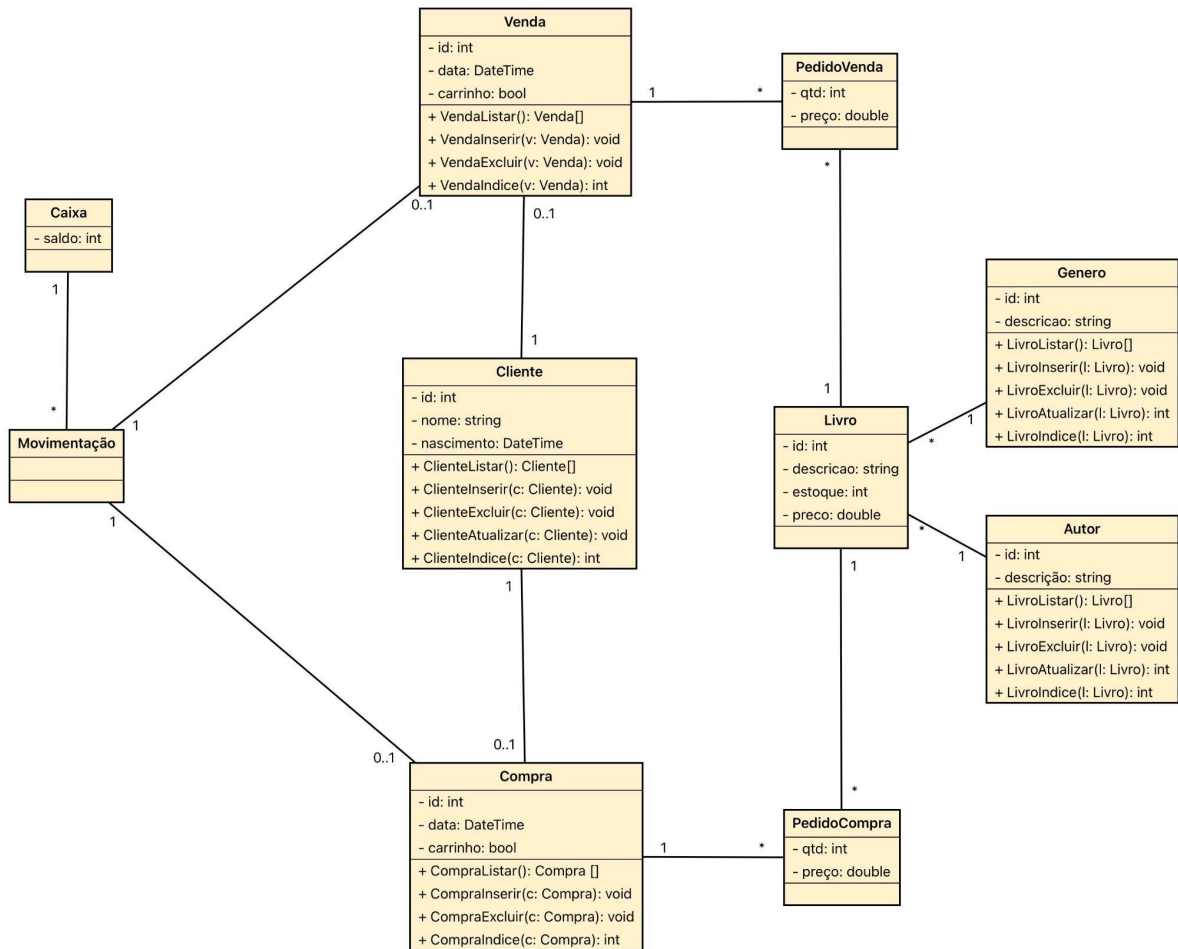 Venda
- id: int
- data: DateTime
- carrinho: bool
+ VendaListar(): Venda[]
+ VendaInserir(v: Venda): void
+ VendaExcluir(v: Venda): void
+ VendaIndice(v: Venda): int
1
*
PedidoVenda
- qtd: int
- preço: double
*
0..1
0..1
Caixa
- saldo: int
1
*
Movimentação
1
1
1
Cliente
- id: int
- nome: string
- nascimento: DateTime
+ ClienteListar(): Cliente[]
+ ClienteInserir(c: Cliente): void
+ ClienteExcluir(c: Cliente): void
+ ClienteAtualizar(c: Cliente): void
+ ClienteIndice(c: Cliente): int
1
1
Livro
- id: int
- descricao: string
- estoque: int
- preco: double
1
*
1
*
1
Genero
- id: int
- descricao: string
+ LivroListar(): Livro[]
+ LivroInserir(l: Livro): void
+ LivroExcluir(l: Livro): void
+ LivroAtualizar(l: Livro): int
+ LivroIndice(l: Livro): int
Autor
- id: int
- descrição: string
+ LivroListar(): Livro[]
+ LivroInserir(l: Livro): void
+ LivroExcluir(l: Livro): void
+ LivroAtualizar(l: Livro): int
+ LivroIndice(l: Livro): int
0..1
0..1
Compra
- id: int
- data: DateTime
- carrinho: bool
+ CompraListar(): Compra []
+ CompraInserir(c: Compra): void
+ CompraExcluir(c: Compra): void
+ CompraIndice(c: Compra): int
1
*
*
PedidoCompra
- qtd: int
- preço: double